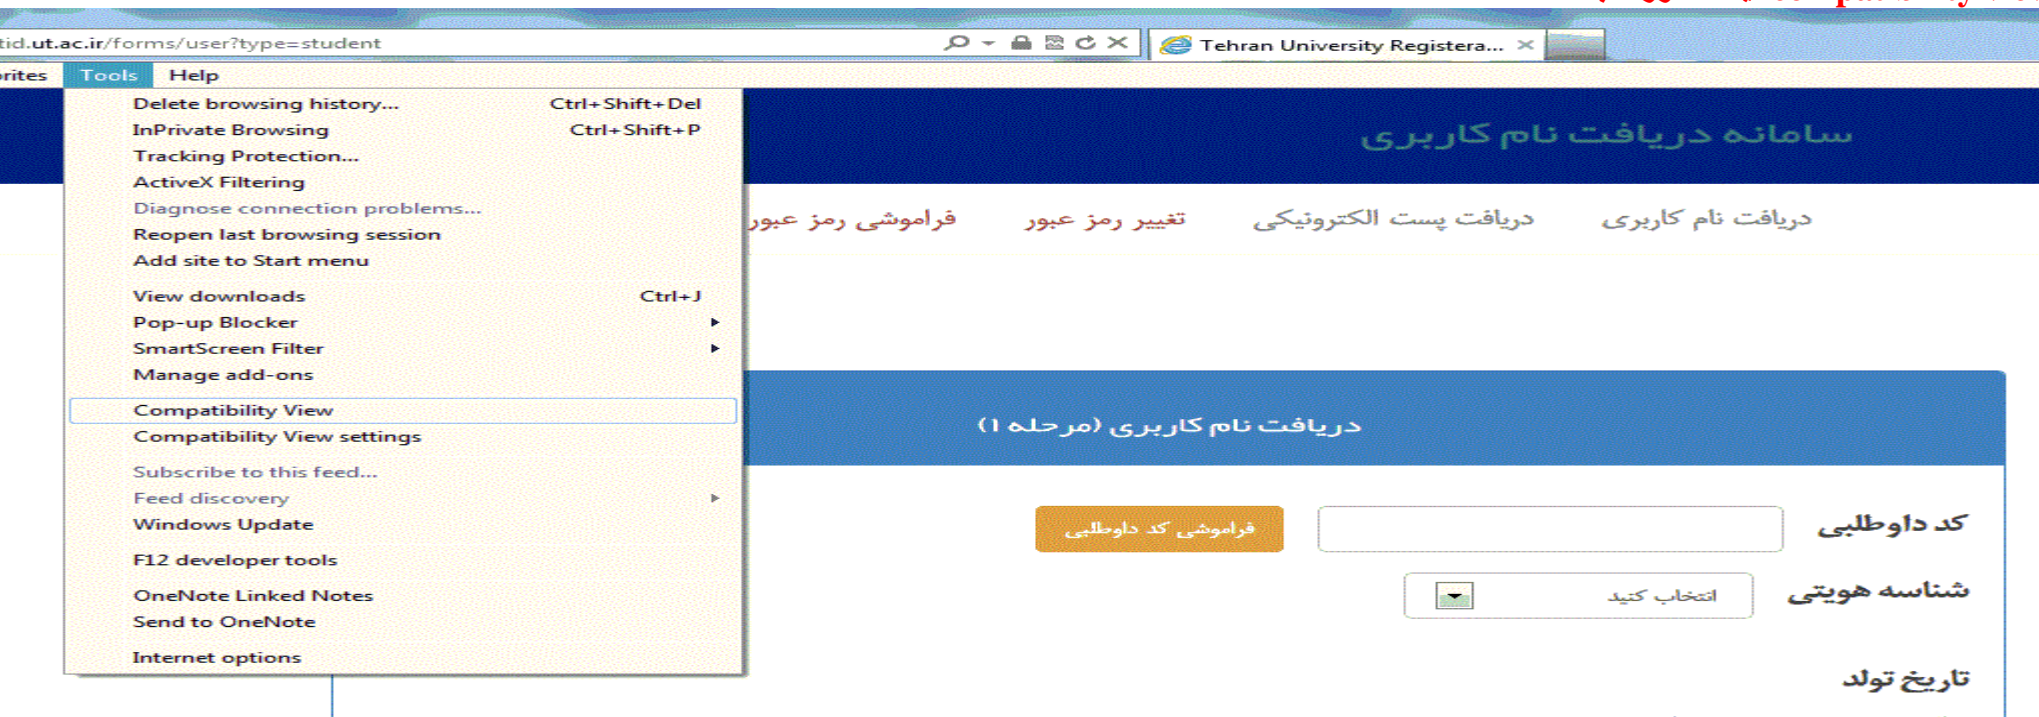 tid.ut.ac.ir/forms/user?type=student
Tehran University Registera...
Tools Help
Delete browsing history... Ctrl+Shift+Del
InPrivate Browsing Ctrl+Shift+P
Tracking Protection...
ActiveX Filtering
Diagnose connection problems...
Reopen last browsing session
Add site to Start menu
View downloads Ctrl+J
Pop-up Blocker
SmartScreen Filter
Manage add-ons
Compatibility View
Compatibility View settings
Subscribe to this feed...
Feed discovery
Windows Update
F12 developer tools
OneNote Linked Notes
Send to OneNote
Internet options
سامانه دریافت نام کاربری
دریافت نام کاربری دریافت پست الکترونیکی تغییر رمز عبور فراموشی رمز عبور
دریافت نام کاربری (مرحله ۱)
کد داوطلبی فراموشی کد داوطلبی
شناسه هویتی انتخاب کنید
تاریخ تولد